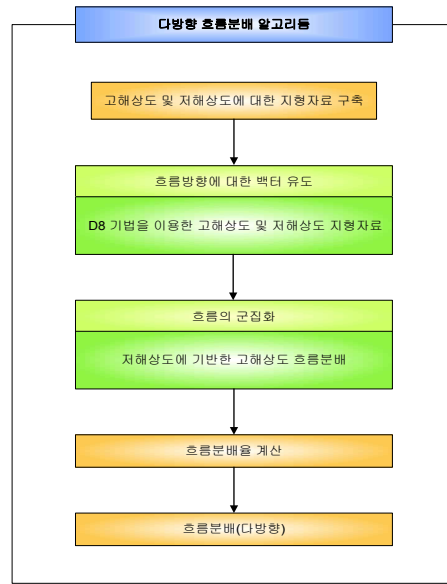 다방향 흐름분배 알고리듬
고해상도 및 저해상도에 대한 지형자료 구축
흐름방향에 대한 백터 유도
D8 기법을 이용한 고해상도 및 저해상도 지형자료
흐름의 군집화
저해상도에 기반한 고해상도 흐름분배
흐름분배율 계산
흐름분배(다방향)